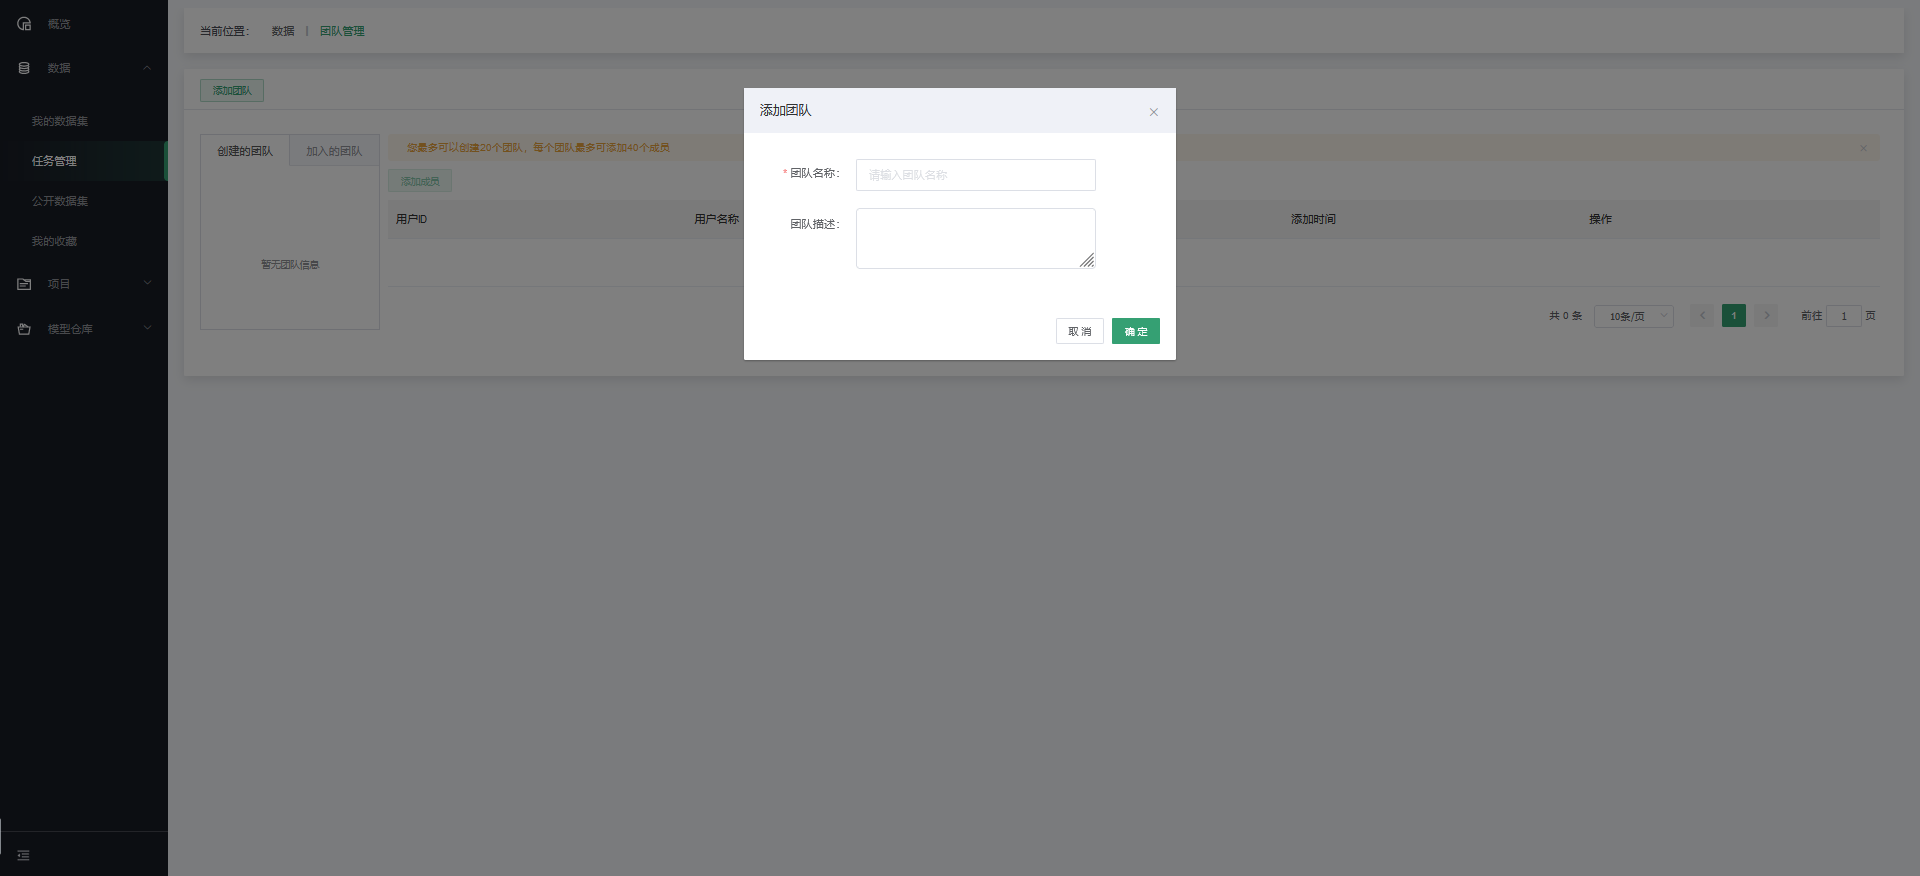 概览
数据
我的数据集
任务管理
公开数据集
我的收藏
项目
模型仓库
当前位置： 数据 | 团队管理
添加团队
创建的团队 加入的团队
暂无团队信息
您最多可以创建20个团队，每个团队最多可添加40个成员
添加成员
用户ID 用户名称 添加时间 操作
共 0 条 10条/页 1 前往 1 页
添加团队
* 团队名称： 请输入团队名称
团队描述：
取消 确定